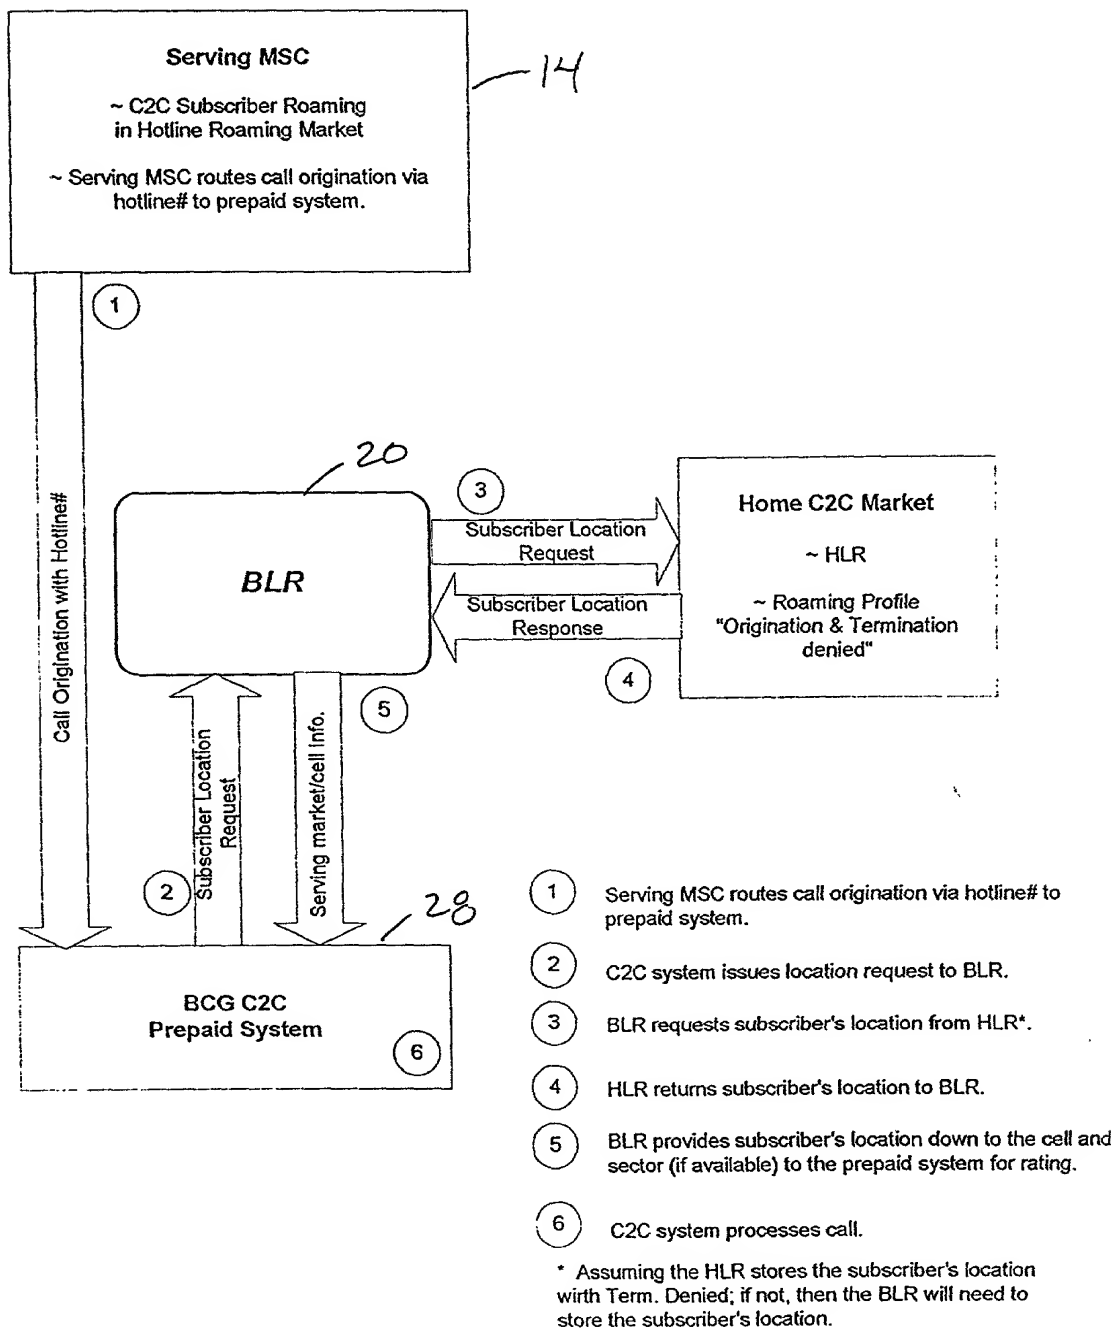 Serving MSC
~ C2C Subscriber Roaming
in Hotline Roaming Market
~ Serving MSC routes call origination via
hotline# to prepaid system.
14
1
Call Origination with Hotline#
20
BLR
3
Subscriber Location
Request
Subscriber Location
Response
4
Home C2C Market
~ HLR
~ Roaming Profile
"Origination & Termination
denied"
5
2
Subscriber Location
Request
Serving market/cell info.
28
BCG C2C
Prepaid System
6
1 Serving MSC routes call origination via hotline# to
prepaid system.
2 C2C system issues location request to BLR.
3 BLR requests subscriber's location from HLR*.
4 HLR returns subscriber's location to BLR.
5 BLR provides subscriber's location down to the cell and
sector (if available) to the prepaid system for rating.
6 C2C system processes call.
* Assuming the HLR stores the subscriber's location
wirth Term. Denied; if not, then the BLR will need to
store the subscriber's location.